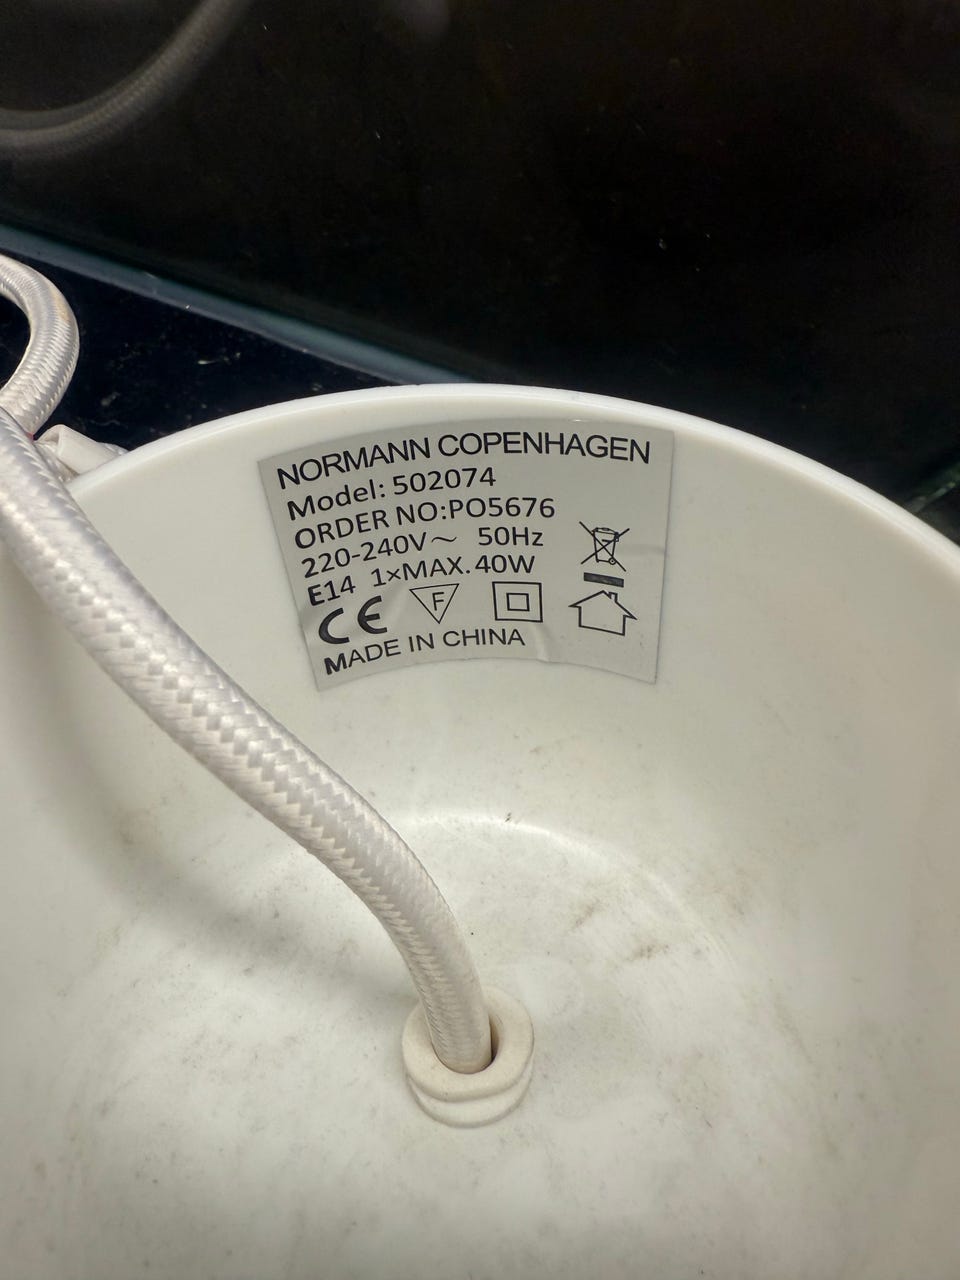 NORMANN COPENHAGEN
Model: 502074
ORDER NO:PO5676
220-240V~ 50Hz
E14 1×MAX.40W
CE F
MADE IN CHINA